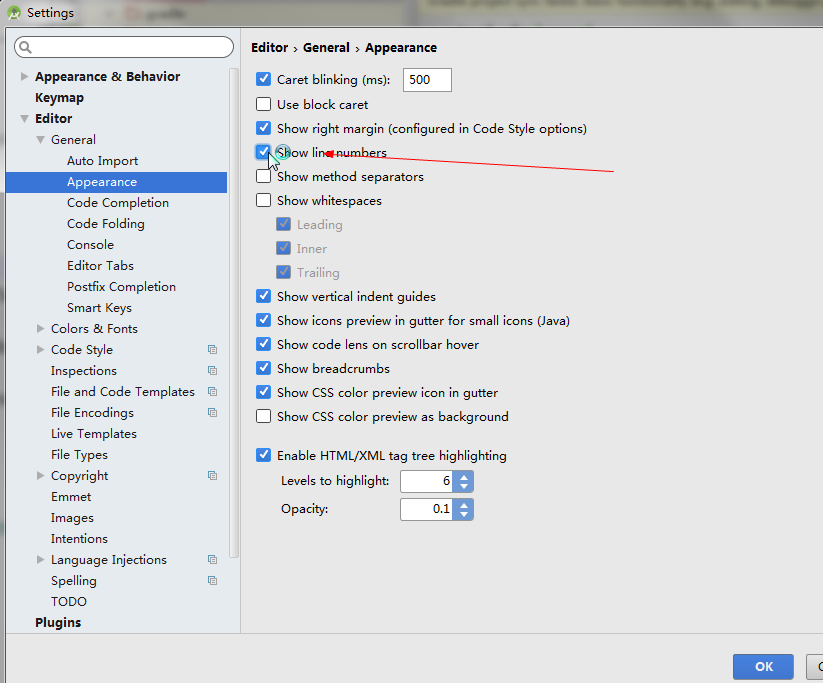 Settings
Appearance & Behavior
Keymap
Editor
General
Auto Import
Appearance
Code Completion
Code Folding
Console
Editor Tabs
Postfix Completion
Smart Keys
Colors & Fonts
Code Style
Inspections
File and Code Templates
File Encodings
Live Templates
File Types
Copyright
Emmet
Images
Intentions
Language Injections
Spelling
TODO
Plugins
Editor › General › Appearance
Caret blinking (ms): 500
Use block caret
Show right margin (configured in Code Style options)
Show line numbers
Show method separators
Show whitespaces
Leading
Inner
Trailing
Show vertical indent guides
Show icons preview in gutter for small icons (Java)
Show code lens on scrollbar hover
Show breadcrumbs
Show CSS color preview icon in gutter
Show CSS color preview as background
Enable HTML/XML tag tree highlighting
Levels to highlight: 6
Opacity: 0.1
OK